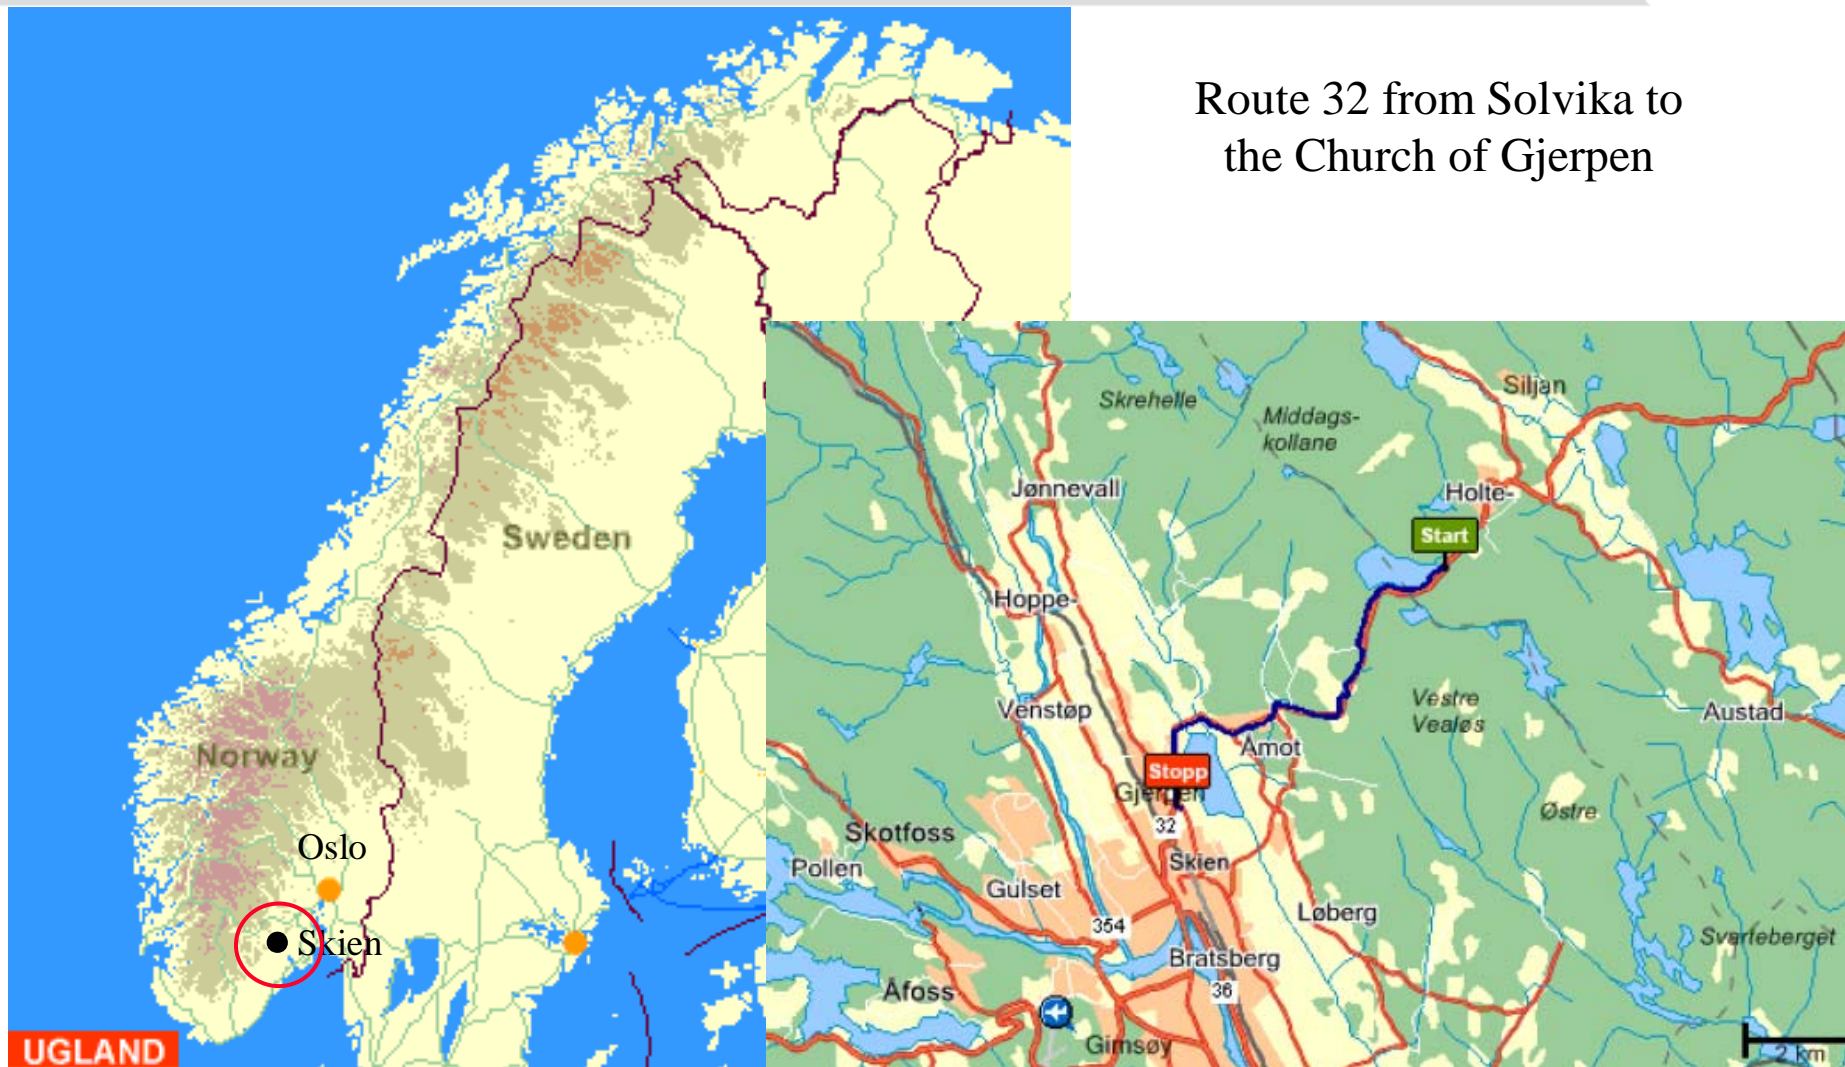 Route 32 from Solvika to
the Church of Gjerpen
Sweden
Norway
Oslo
Skien
UGLAND
Siljan
Skrehelle
Middags-
kollane
Jønnevall
Holte-
Start
Hoppe-
Vestre
Vealøs
Venstøp
Austad
Åmot
Stopp
Gjerpen
Østre
32
Skotfoss
Skien
Pollen
Gulset
Løberg
354
Svarteberget
Bratsberg
Åfoss
36
Gimsøy
2 km